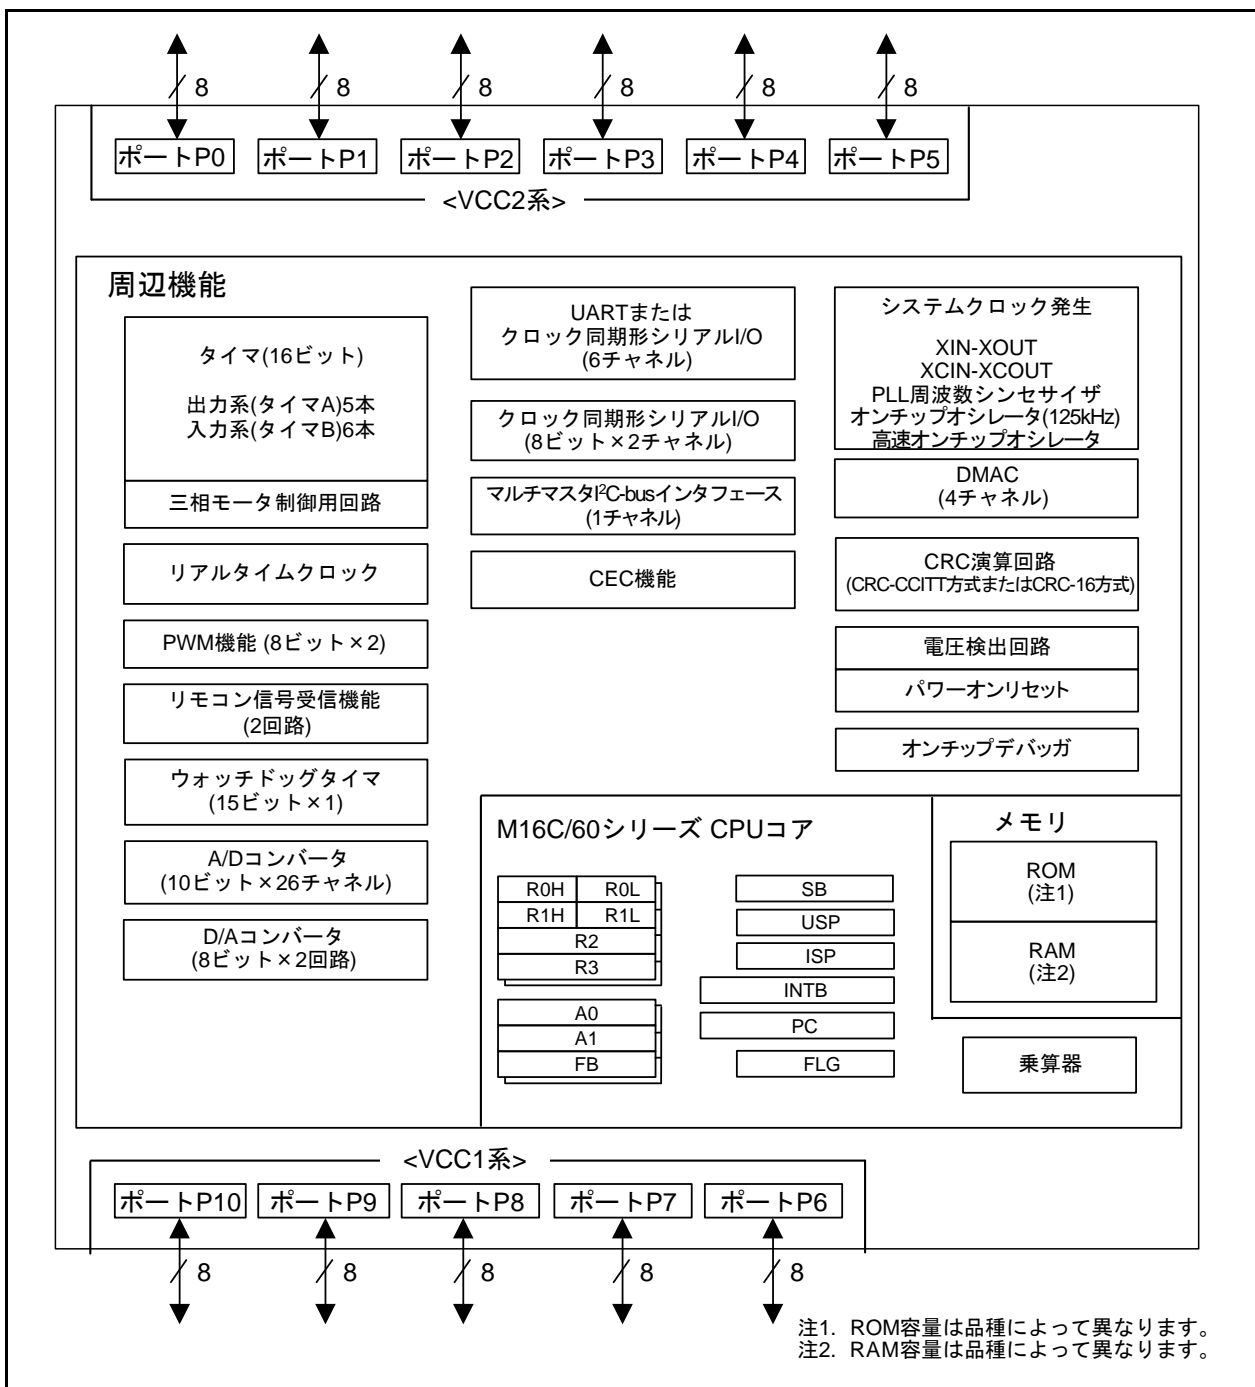 8 8 8 8 8 8
ポートP0 ポートP1 ポートP2 ポートP3 ポートP4 ポートP5
<VCC2系>
周辺機能
タイマ(16ビット)
出力系(タイマA)5本
入力系(タイマB)6本
三相モータ制御用回路
リアルタイムクロック
PWM機能 (8ビット×2)
リモコン信号受信機能
(2回路)
ウォッチドッグタイマ
(15ビット×1)
A/Dコンバータ
(10ビット×26チャネル)
D/Aコンバータ
(8ビット×2回路)
UARTまたは
クロック同期形シリアルI/O
(6チャネル)
クロック同期形シリアルI/O
(8ビット×2チャネル)
マルチマスタI²C-busインタフェース
(1チャネル)
CEC機能
システムクロック発生
XIN-XOUT
XCIN-XCOUT
PLL周波数シンセサイザ
オンチップオシレータ(125kHz)
高速オンチップオシレータ
DMAC
(4チャネル)
CRC演算回路
(CRC-CCITT方式またはCRC-16方式)
電圧検出回路
パワーオンリセット
オンチップデバッガ
M16C/60シリーズ CPUコア
R0H R0L
R1H R1L
R2
R3
A0
A1
FB
SB
USP
ISP
INTB
PC
FLG
メモリ
ROM
(注1)
RAM
(注2)
乗算器
<VCC1系>
ポートP10 ポートP9 ポートP8 ポートP7 ポートP6
8 8 8 8 8
注1. ROM容量は品種によって異なります。
注2. RAM容量は品種によって異なります。